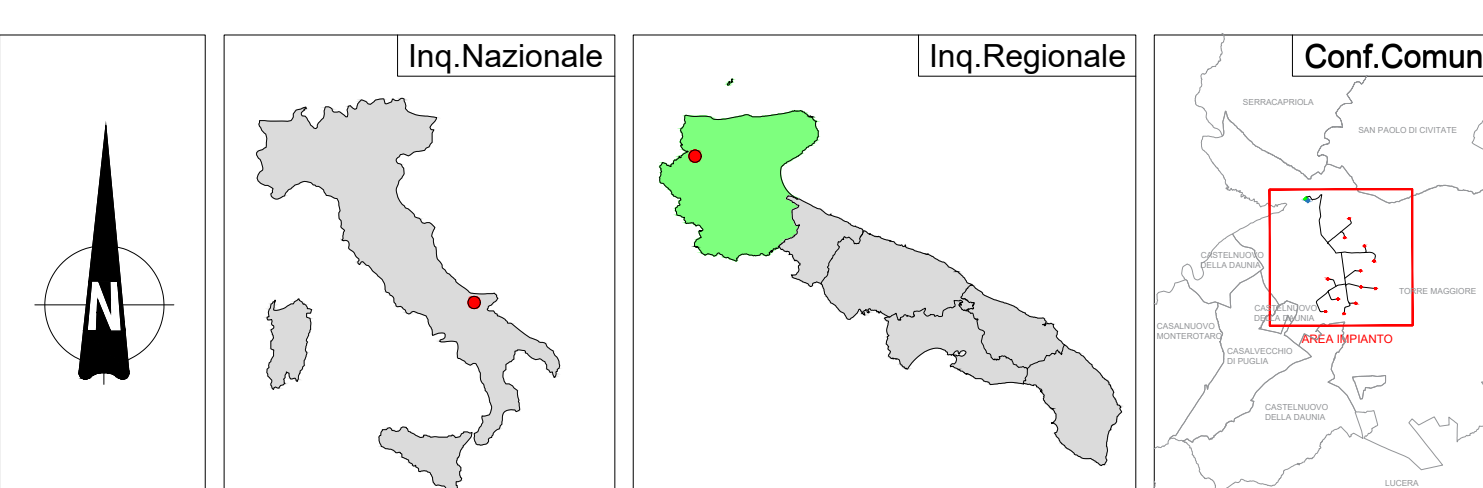 N
Inq.Nazionale
Inq.Regionale
Conf.Comun
SERRACAPRIOLA
SAN PAOLO DI CIVITATE
CASTELNUOVO
DELLA DAUNIA
TORRE MAGGIORE
CASTELNUOVO
DELLA DAUNIA
CASALNUOVO
MONTEROTARO
AREA IMPIANTO
CASALVECCHIO
DI PUGLIA
CASTELNUOVO
DELLA DAUNIA
LUCERA